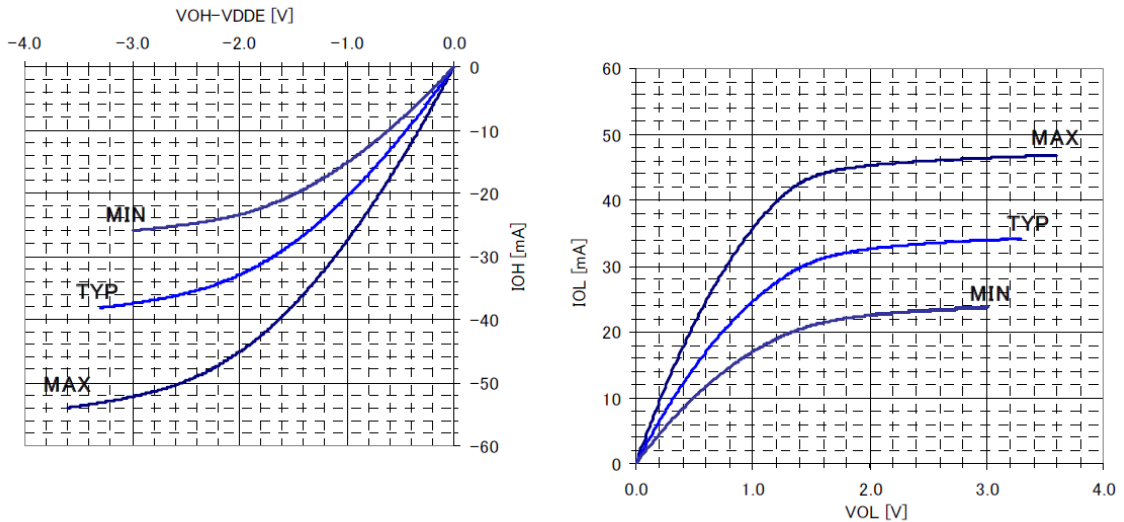 VOH-VDDE [V]
-4.0 -3.0 -2.0 -1.0 0.0
0
-10
-20
-30
-40
-50
-60
IOH [mA]
MIN
TYP
MAX
60
50
40
30
20
10
0
IOL [mA]
MAX
TYP
MIN
0.0 1.0 2.0 3.0 4.0
VOL [V]